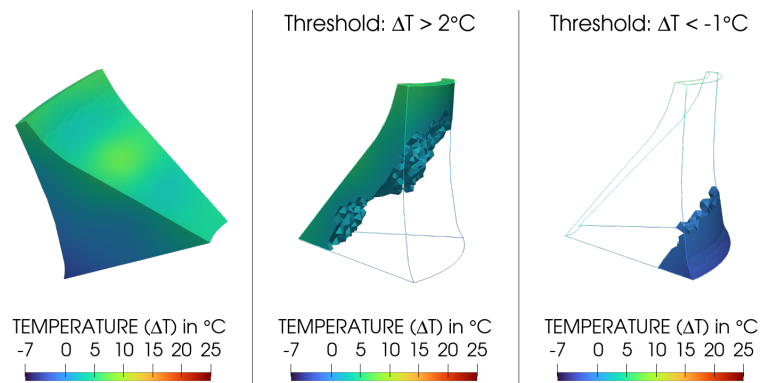 Threshold: ΔT > 2°C
Threshold: ΔT < -1°C
TEMPERATURE (ΔT) in °C
-7 0 5 10 15 20 25
TEMPERATURE (ΔT) in °C
-7 0 5 10 15 20 25
TEMPERATURE (ΔT) in °C
-7 0 5 10 15 20 25